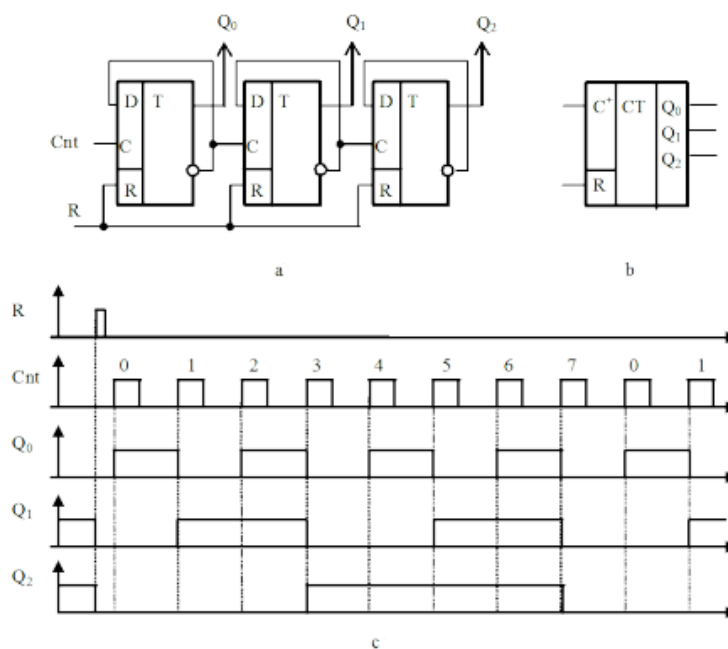 Q₀ Q₁ Q₂
D T D T D T C⁺ CT Q₀
Cnt C C C Q₁
Q₂
R R R R
R
a b
R
0 1 2 3 4 5 6 7 0 1
Cnt
Q₀
Q₁
Q₂
c